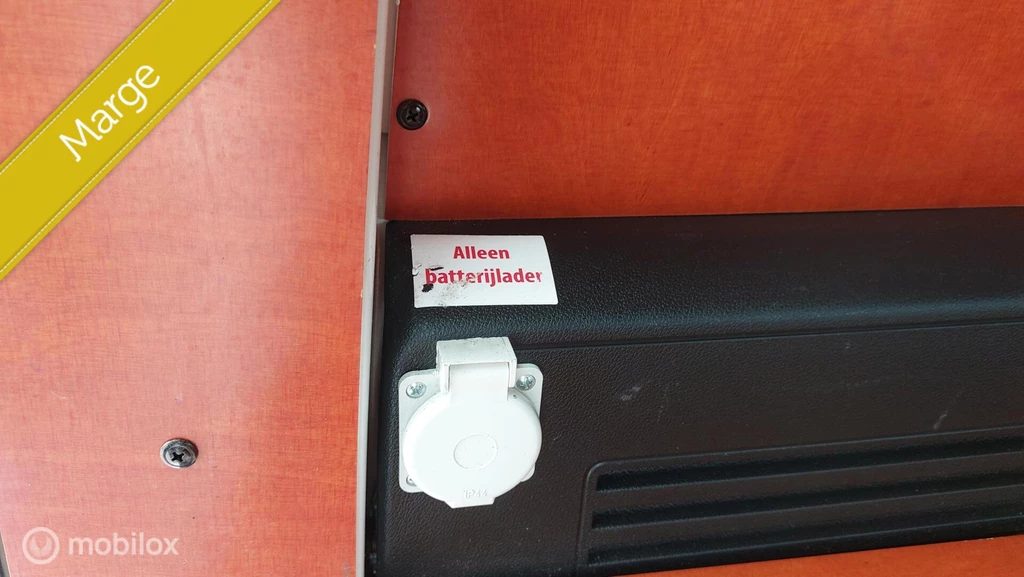 Marge
Alleen
batterijlader
mobilox